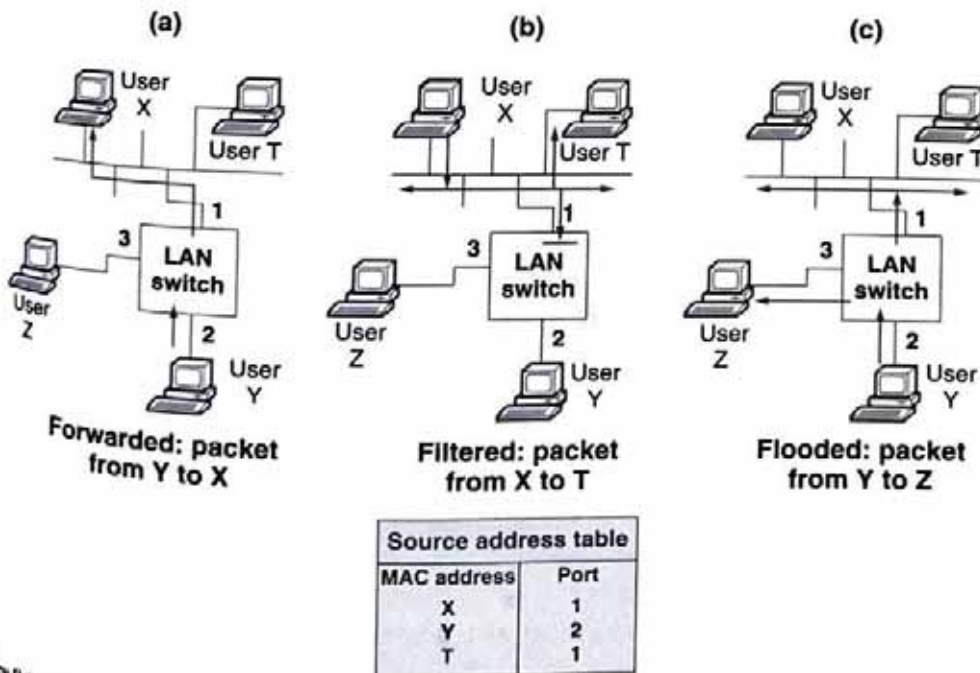 (a)
User
X
User T
1
3
LAN
switch
User
Z
2
User
Y
Forwarded: packet
from Y to X
(b)
User
X
User T
1
3
LAN
switch
User
Z
2
User
Y
Filtered: packet
from X to T
(c)
User
X
User T
1
3
LAN
switch
User
Z
2
User
Y
Flooded: packet
from Y to Z
Source address table
MAC address Port
X 1
Y 2
T 1